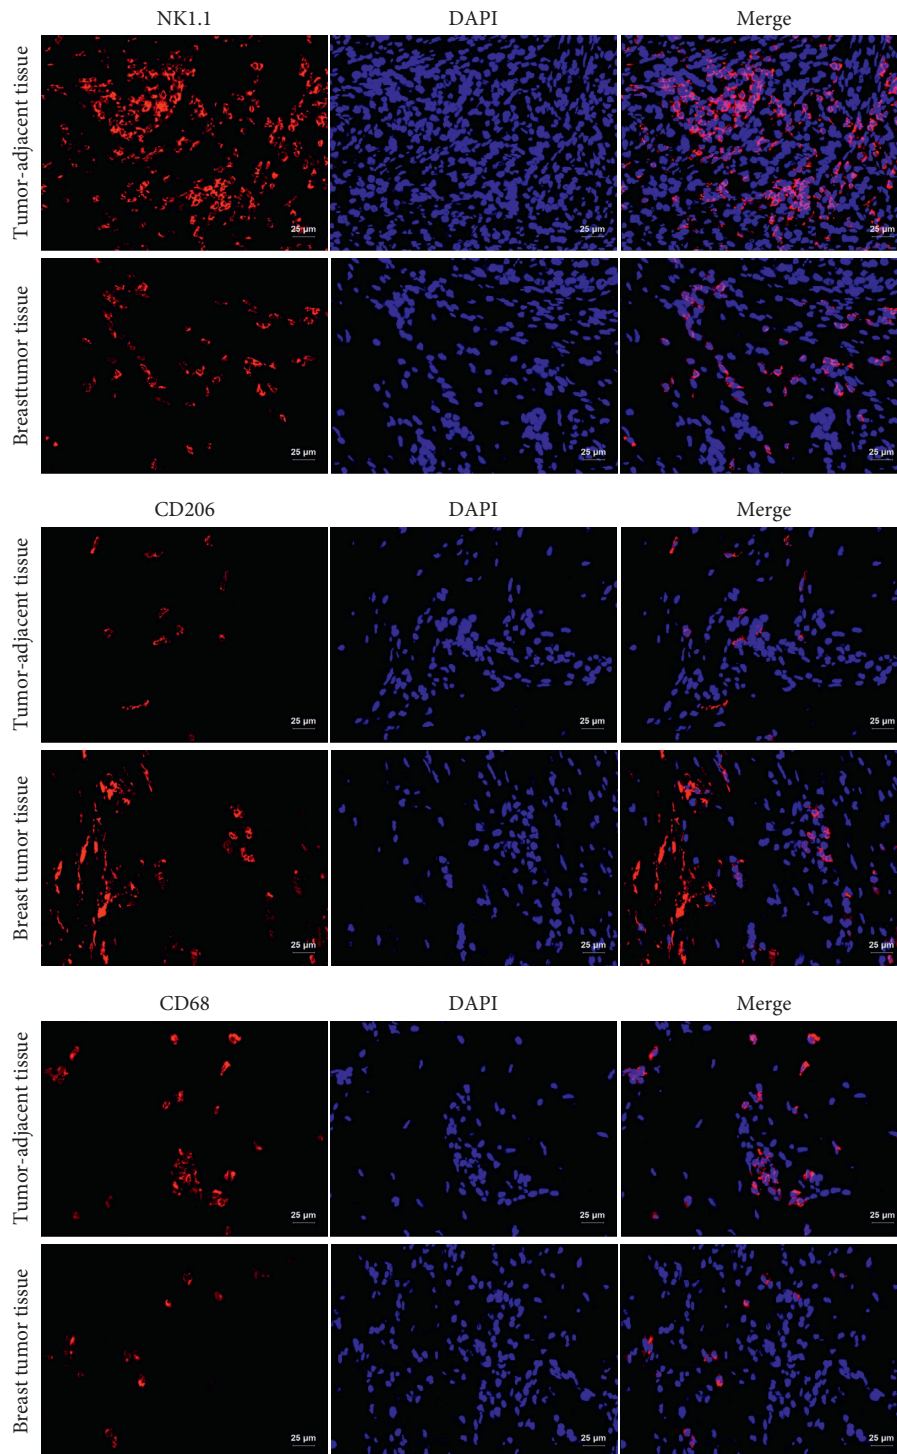 NK1.1 DAPI Merge
Tumor-adjacent tissue
25 µm 25 µm 25 µm
Breasttumor tissue
25 µm 25 µm 25 µm
CD206 DAPI Merge
Tumor-adjacent tissue
25 µm 25 µm 25 µm
Breast tumor tissue
25 µm 25 µm 25 µm
CD68 DAPI Merge
Tumor-adjacent tissue
25 µm 25 µm 25 µm
Breast tumor tissue
25 µm 25 µm 25 µm